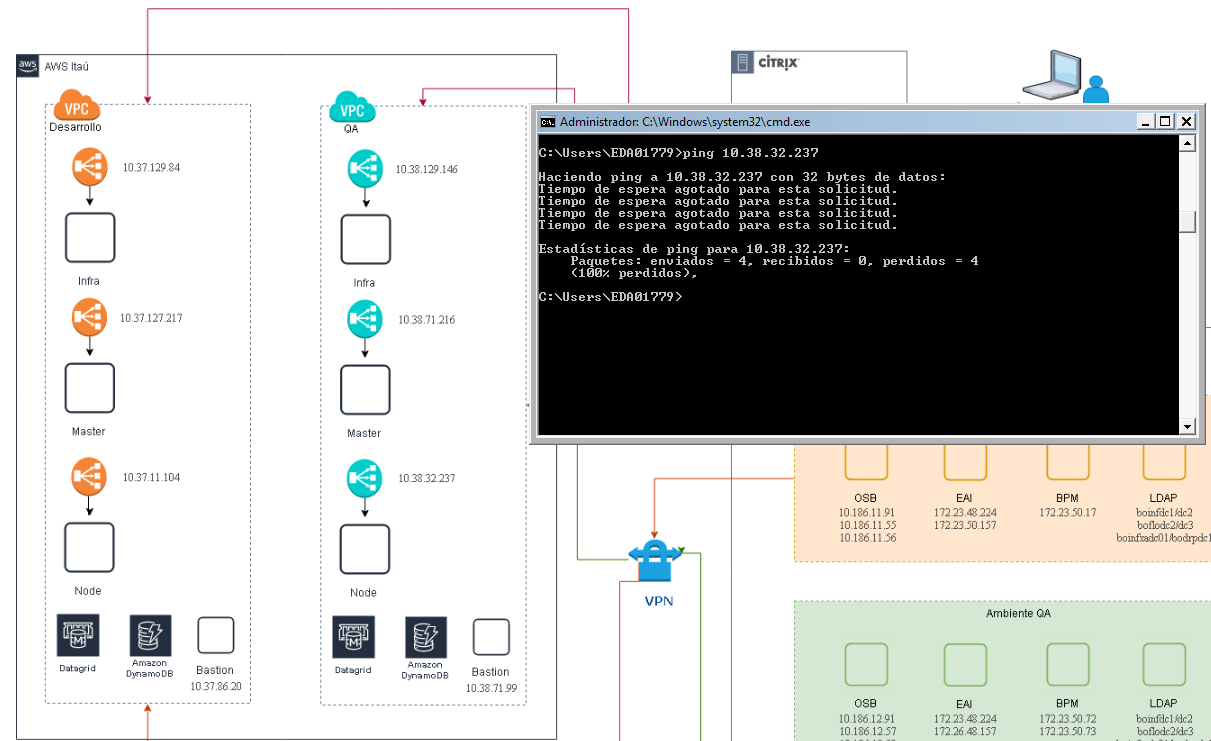 aws
AWS Itaú
VPC
Desarrollo
10.37.129.84
Infra
10.37.127.217
Master
10.37.11.104
Node
Datagrid
Amazon
DynamoDB
Bastion
10.37.86.20
VPC
QA
10.38.129.146
Infra
10.38.71.216
Master
10.38.32.237
Node
Datagrid
Amazon
DynamoDB
Bastion
10.38.71.99
CİTRIX
Administrador: C:\Windows\system32\cmd.exe
C:\Users\EDA01779>ping 10.38.32.237
Haciendo ping a 10.38.32.237 con 32 bytes de datos:
Tiempo de espera agotado para esta solicitud.
Tiempo de espera agotado para esta solicitud.
Tiempo de espera agotado para esta solicitud.
Tiempo de espera agotado para esta solicitud.
Estadísticas de ping para 10.38.32.237:
Paquetes: enviados = 4, recibidos = 0, perdidos = 4
(100% perdidos),
C:\Users\EDA01779>
VPN
OSB
10.186.11.91
10.186.11.55
10.186.11.56
EAI
172.23.48.224
172.23.50.157
BPM
172.23.50.17
LDAP
boinfdc1/dc2
boflodc2/dc3
boinfradc01/bodrpdc1
Ambiente QA
OSB
10.186.12.91
10.186.12.57
EAI
172.23.48.224
172.26.48.157
BPM
172.23.50.72
172.23.50.73
LDAP
boinfdc1/dc2
boflodc2/dc3